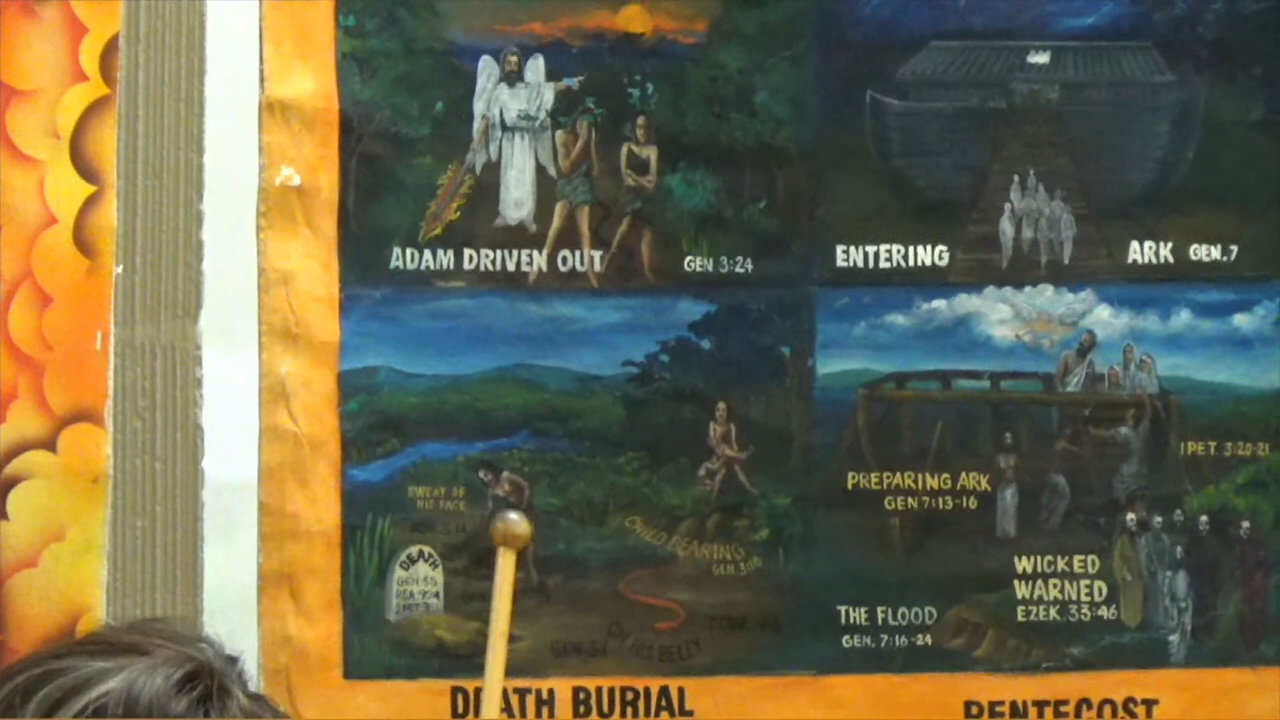 ADAM DRIVEN OUT
GEN 3:24
ENTERING ARK GEN.7
SWEAT OF
HIS FACE
DEATH
CHILD BEARING
ON HIS BELLY
PREPARING ARK
GEN 7:13-16
I PET. 3:20-21
WICKED
WARNED
EZEK. 33:46
THE FLOOD
GEN. 7:16-24
DEATH BURIAL
PENTECOST